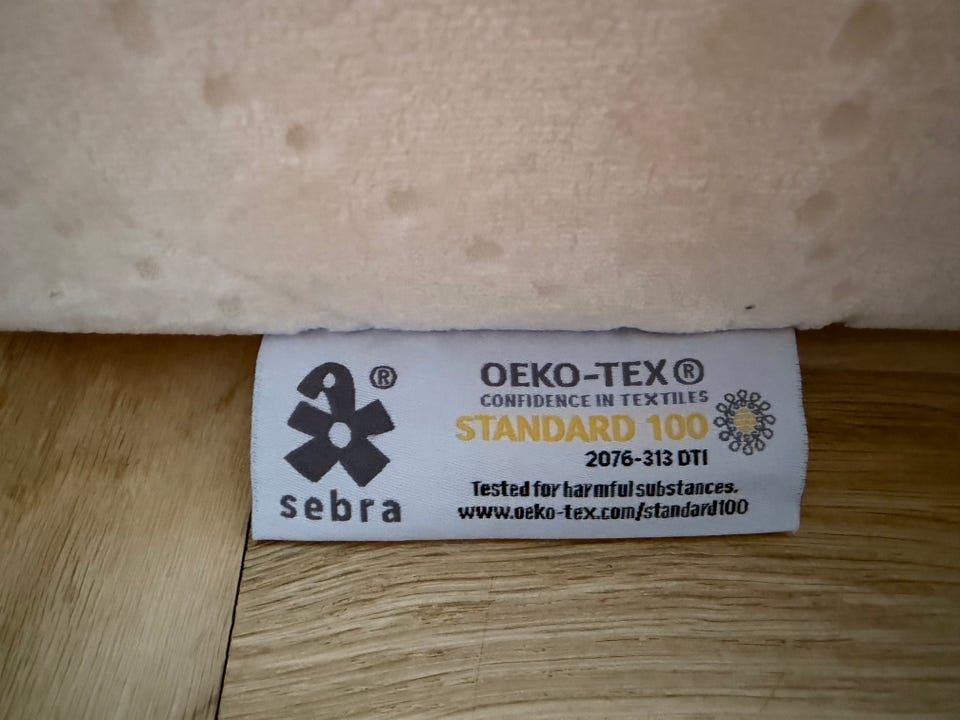 ®
sebra
OEKO-TEX®
CONFIDENCE IN TEXTILES
STANDARD 100
2076-313 DTI
Tested for harmful substances.
www.oeko-tex.com/standard100